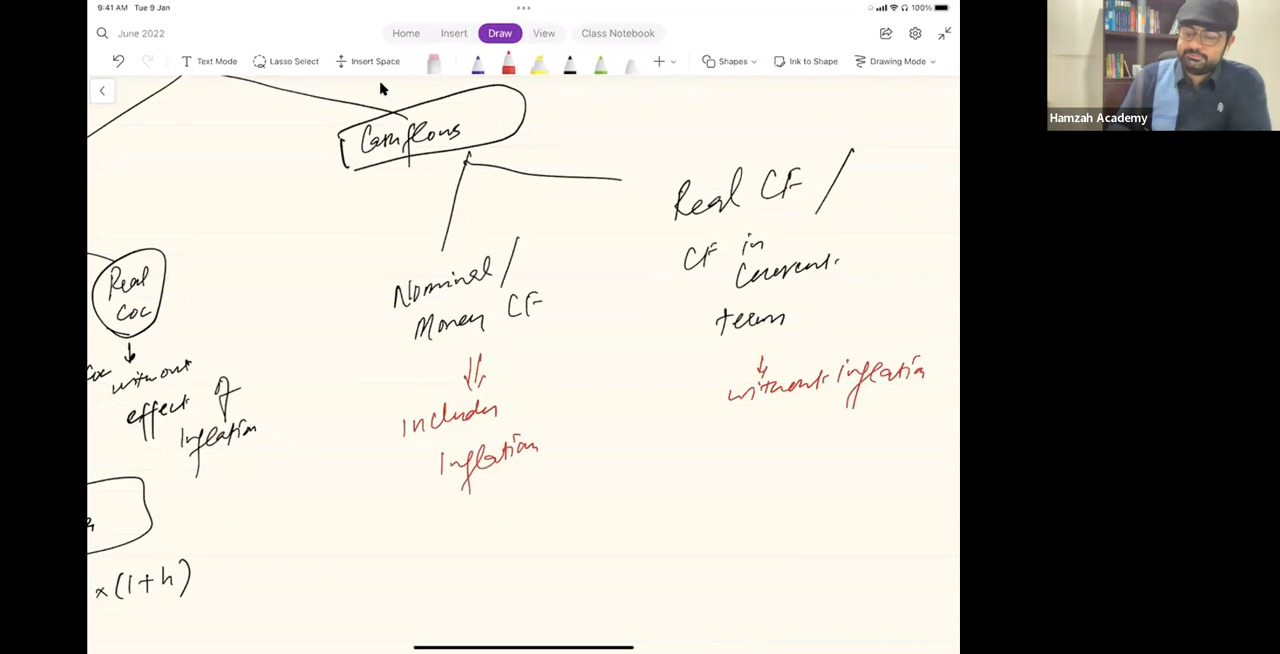 9:41 AM Tue 9 Jan
100%
June 2022
Home Insert Draw View Class Notebook
Text Mode Lasso Select Insert Space Shapes Ink to Shape Drawing Mode
Hamzah Academy
Cashflows
Real CF /
CF in
Current
terms
without inflation
Nominal /
Money CF
Includes
Inflation
Real
CoC
CoC without
effect of
Inflation
x (1 + h)